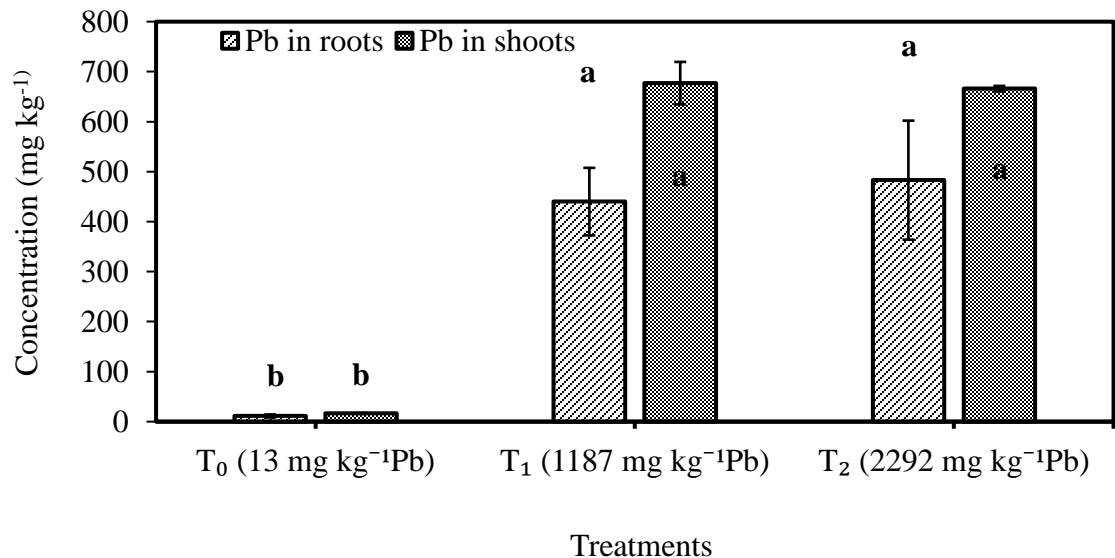 Concentration (mg kg⁻¹)
800
700
600
500
400
300
200
100
0
Pb in roots Pb in shoots
a
a
a
a
b
b
T₀ (13 mg kg⁻¹Pb) T₁ (1187 mg kg⁻¹Pb) T₂ (2292 mg kg⁻¹Pb)
Treatments